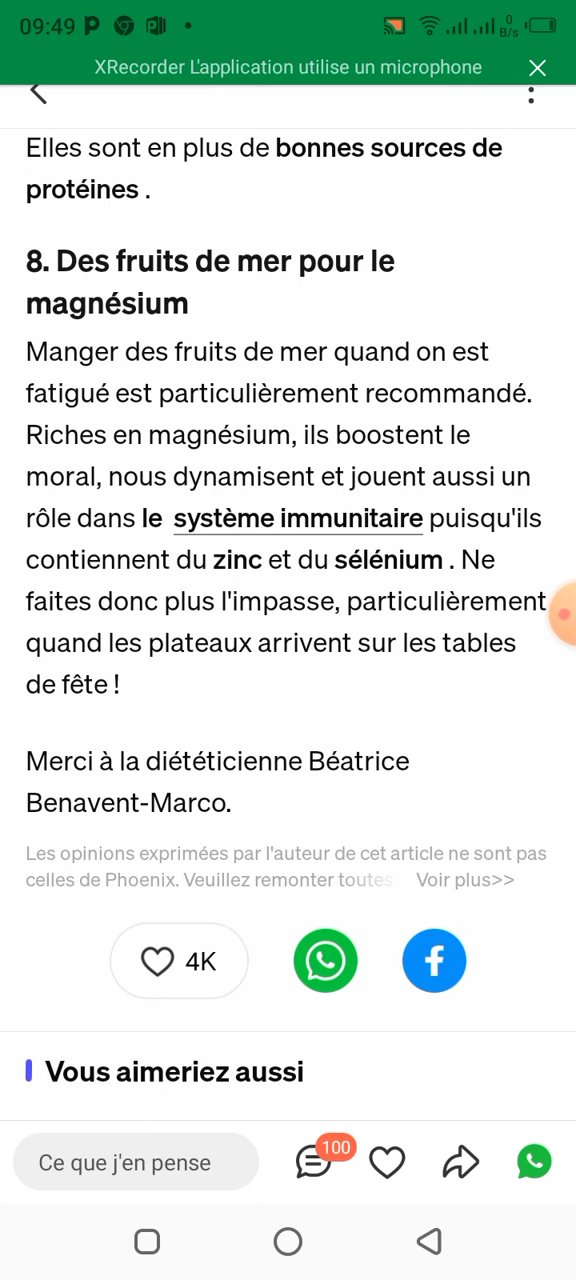 09:49
0
B/s
XRecorder L'application utilise un microphone
Elles sont en plus de bonnes sources de
protéines .
8. Des fruits de mer pour le
magnésium
Manger des fruits de mer quand on est
fatigué est particulièrement recommandé.
Riches en magnésium, ils boostent le
moral, nous dynamisent et jouent aussi un
rôle dans le système immunitaire puisqu'ils
contiennent du zinc et du sélénium . Ne
faites donc plus l'impasse, particulièrement
quand les plateaux arrivent sur les tables
de fête !
Merci à la diététicienne Béatrice
Benavent-Marco.
Les opinions exprimées par l'auteur de cet article ne sont pas
celles de Phoenix. Veuillez remonter toutes Voir plus>>
4K
Vous aimeriez aussi
Ce que j'en pense
100